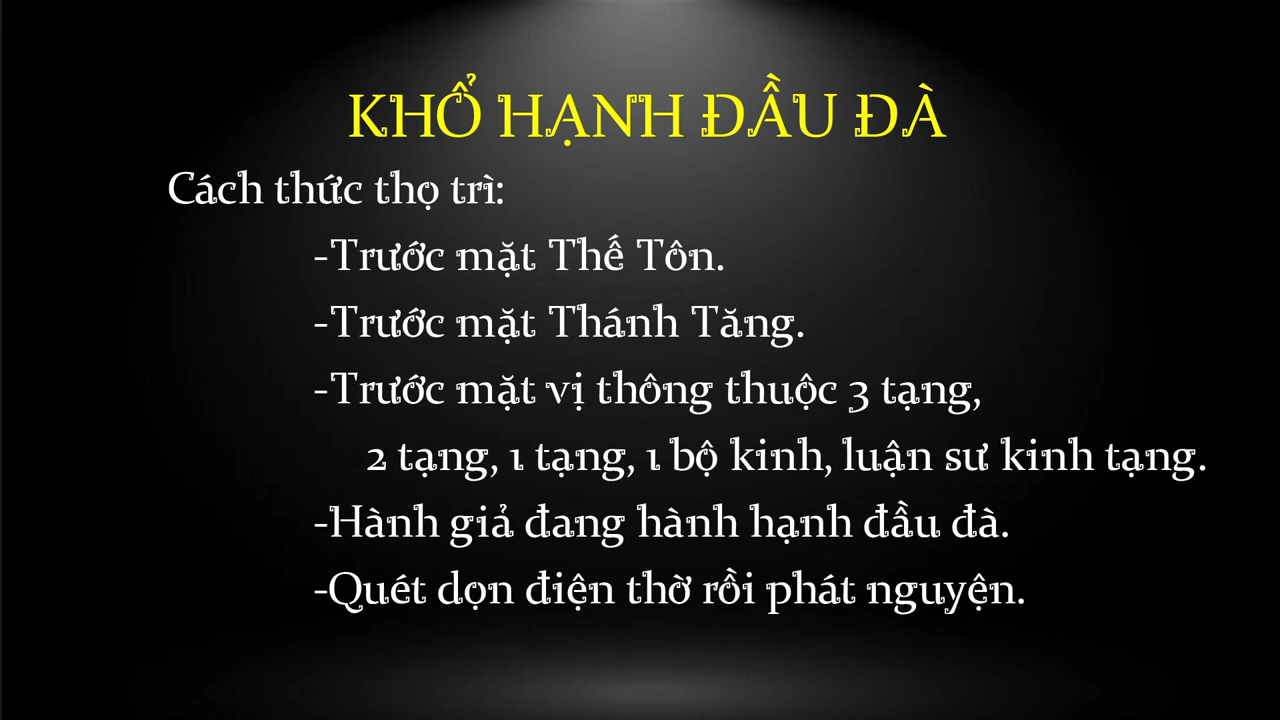 KHỔ HẠNH ĐẦU ĐÀ
Cách thức thọ trì:
-Trước mặt Thế Tôn.
-Trước mặt Thánh Tăng.
-Trước mặt vị thông thuộc 3 tạng,
2 tạng, 1 tạng, 1 bộ kinh, luận sư kinh tạng.
-Hành giả đang hành hạnh đầu đà.
-Quét dọn điện thờ rồi phát nguyện.